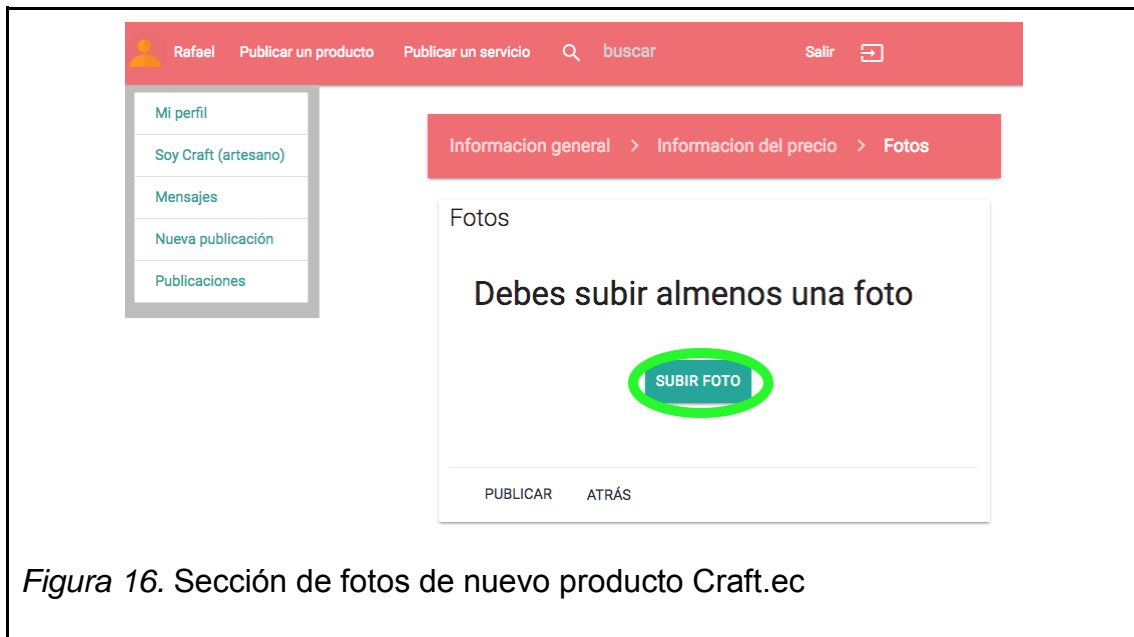 Rafael Publicar un producto Publicar un servicio buscar Salir
Mi perfil
Soy Craft (artesano)
Mensajes
Nueva publicación
Publicaciones
Informacion general > Informacion del precio > Fotos
Fotos
Debes subir almenos una foto
SUBIR FOTO
PUBLICAR ATRÁS
Figura 16. Sección de fotos de nuevo producto Craft.ec